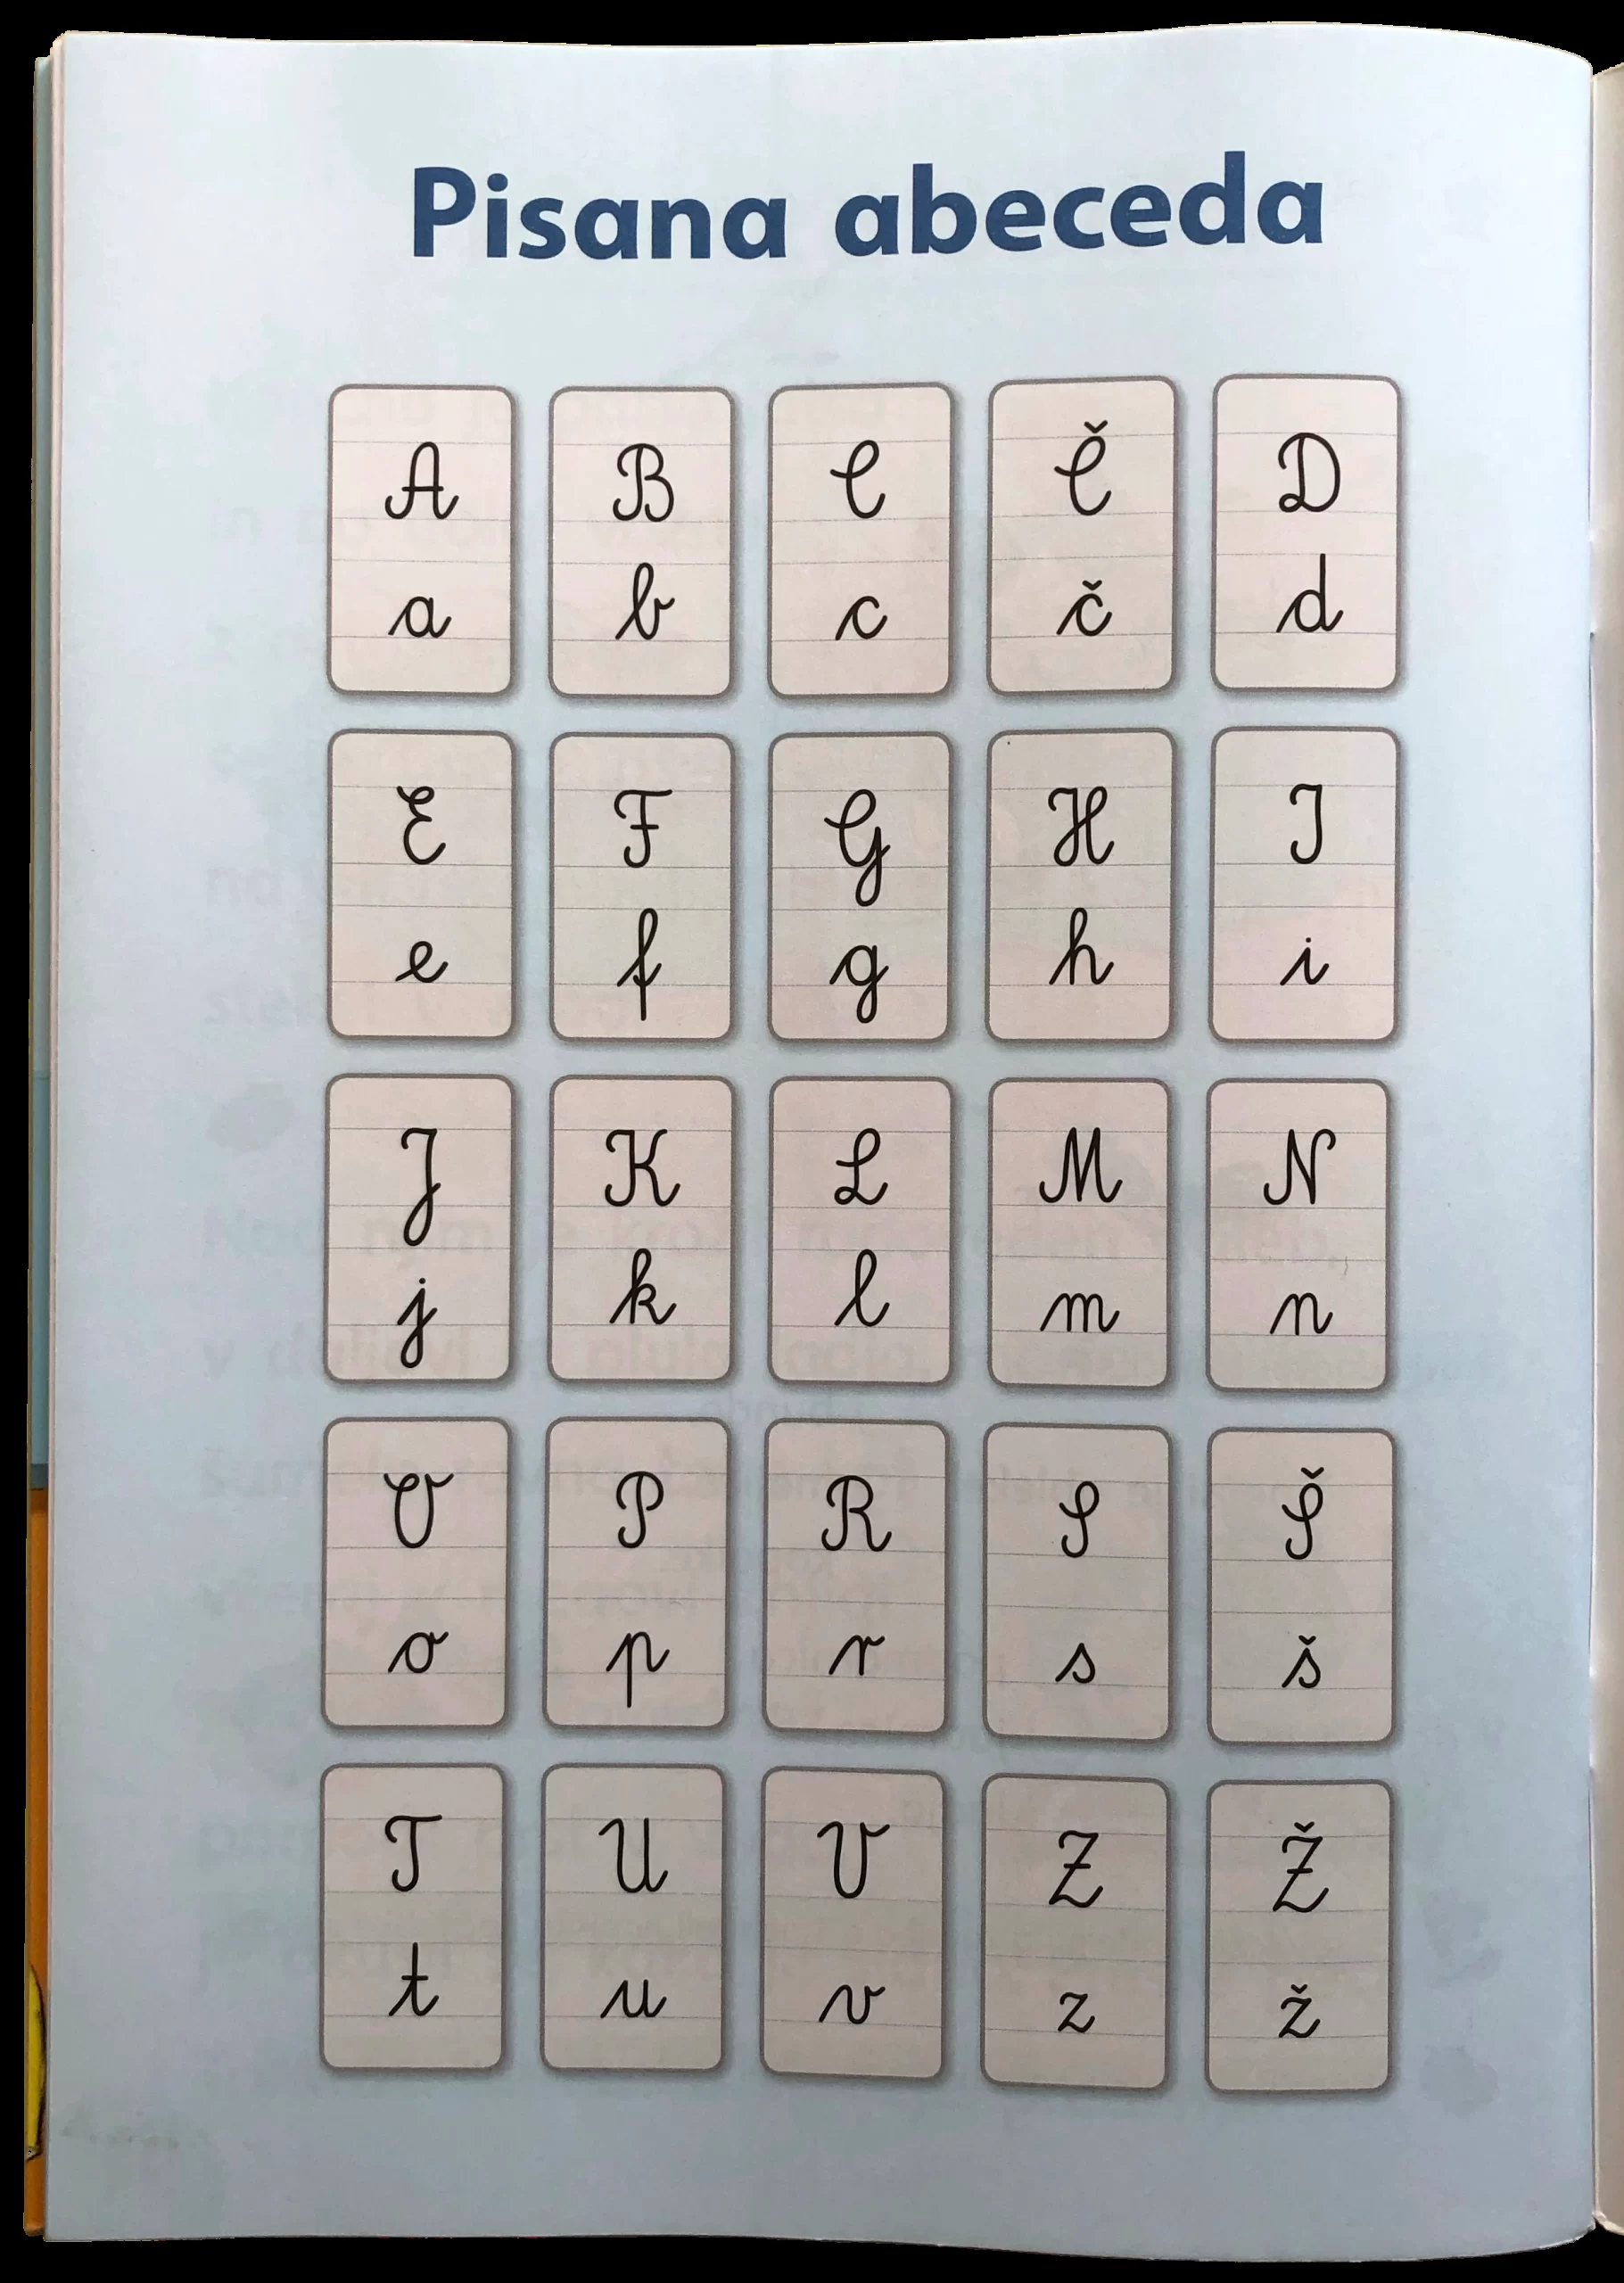 Pisana abeceda
A B C Č D
a b c č d
E F G H I
e f g h i
J K L M N
j k l m n
O P R S Š
o p r s š
T U V Z Ž
t u v z ž